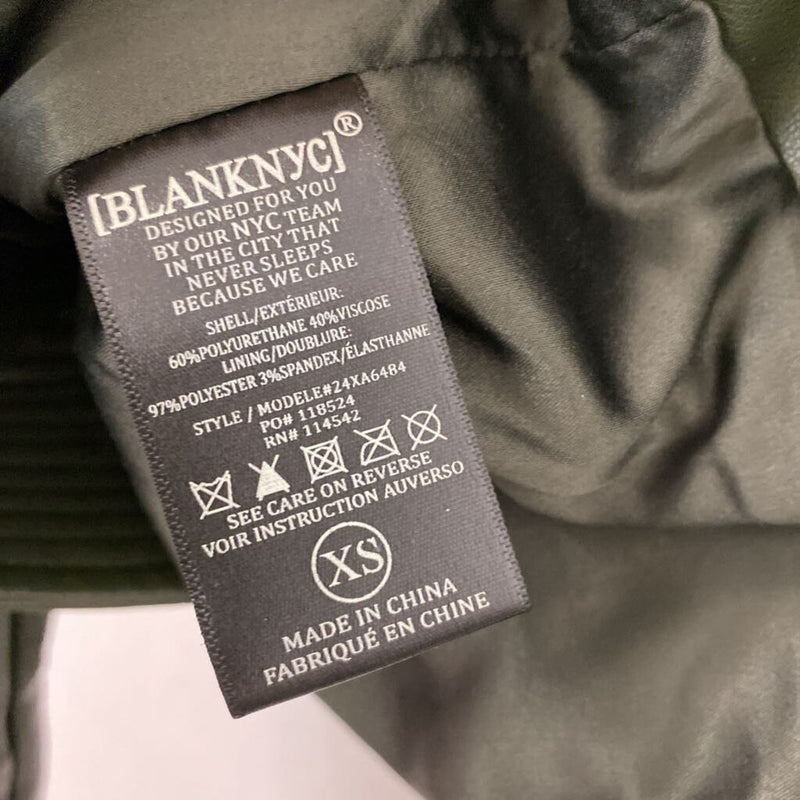 [BLANKNYC]®
DESIGNED FOR YOU
BY OUR NYC TEAM
IN THE CITY THAT
NEVER SLEEPS
BECAUSE WE CARE
SHELL/EXTÉRIEUR:
60%POLYURETHANE 40%VISCOSE
LINING/DOUBLURE:
97%POLYESTER 3%SPANDEX/ÉLASTHANNE
STYLE / MODELE#24XA6484
PO# 118524
RN# 114542
SEE CARE ON REVERSE
VOIR INSTRUCTION AUVERSO
XS
MADE IN CHINA
FABRIQUÉ EN CHINE